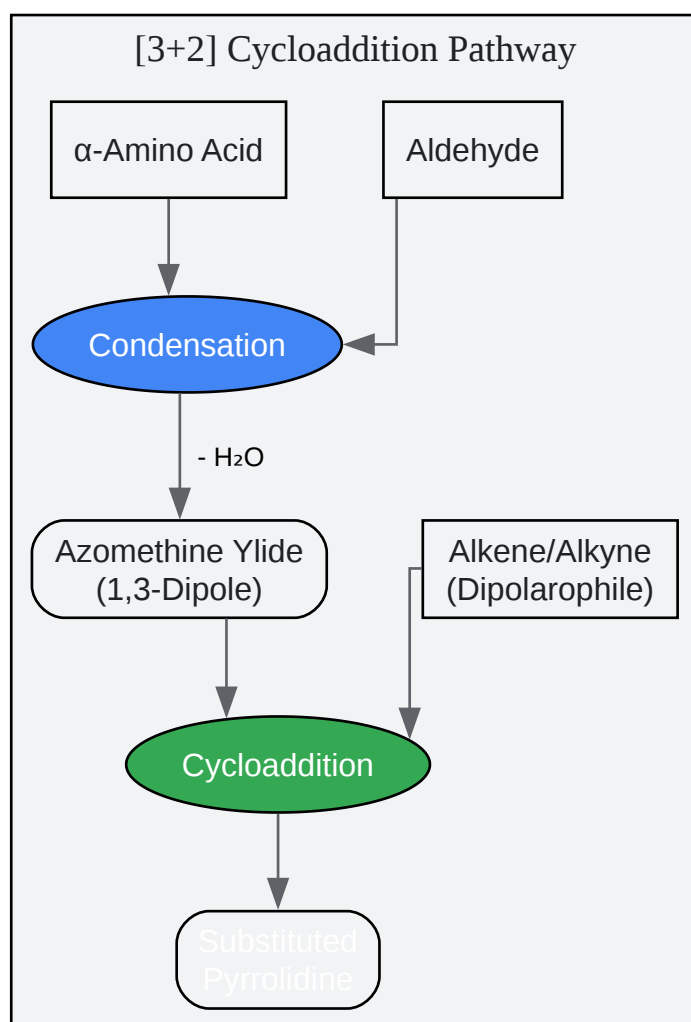 [3+2] Cycloaddition Pathway
α-Amino Acid
Aldehyde
Condensation
- H₂O
Azomethine Ylide
(1,3-Dipole)
Alkene/Alkyne
(Dipolarophile)
Cycloaddition
Substituted
Pyrrolidine